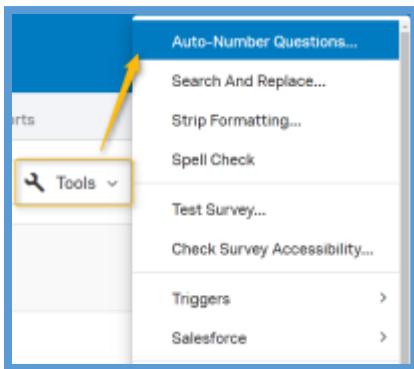 Auto-Number Questions...
Search And Replace...
rts
Strip Formatting...
Spell Check
Tools
Test Survey...
Check Survey Accessibility...
Triggers
Salesforce